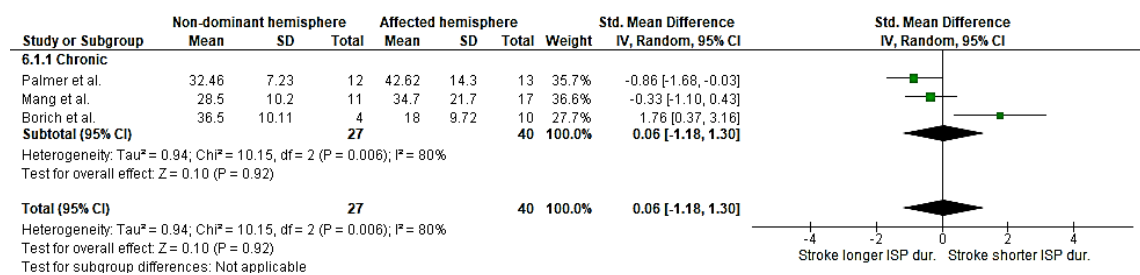 Non-dominant hemisphere Affected hemisphere Std. Mean Difference Std. Mean Difference
Study or Subgroup Mean SD Total Mean SD Total Weight IV, Random, 95% CI IV, Random, 95% CI
6.1.1 Chronic
Palmer et al. 32.46 7.23 12 42.62 14.3 13 35.7% -0.86 [-1.68, -0.03]
Mang et al. 28.5 10.2 11 34.7 21.7 17 36.6% -0.33 [-1.10, 0.43]
Borich et al. 36.5 10.11 4 18 9.72 10 27.7% 1.76 [0.37, 3.16]
Subtotal (95% CI) 27 40 100.0% 0.06 [-1.18, 1.30]
Heterogeneity: Tau² = 0.94; Chi² = 10.15, df = 2 (P = 0.006); I² = 80%
Test for overall effect: Z = 0.10 (P = 0.92)
Total (95% CI) 27 40 100.0% 0.06 [-1.18, 1.30]
Heterogeneity: Tau² = 0.94; Chi² = 10.15, df = 2 (P = 0.006); I² = 80%
Test for overall effect: Z = 0.10 (P = 0.92)
Test for subgroup differences: Not applicable
-4 -2 0 2 4
Stroke longer ISP dur. Stroke shorter ISP dur.